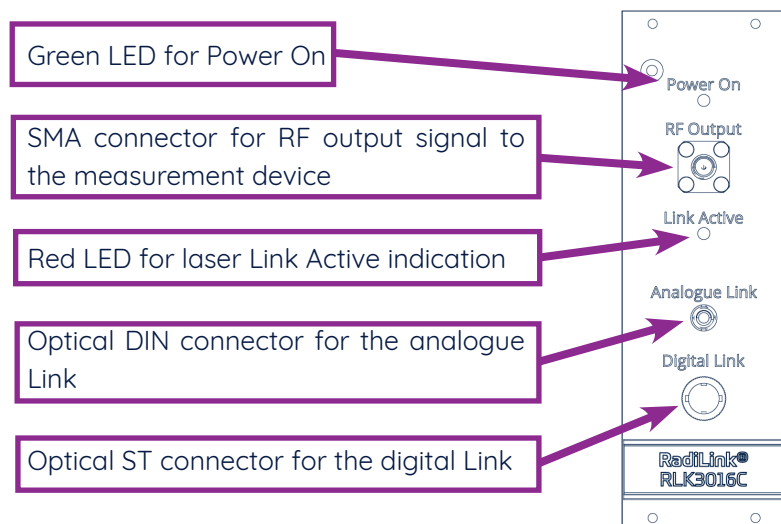 Green LED for Power On
Power On
SMA connector for RF output signal to
the measurement device
RF Output
Red LED for laser Link Active indication
Link Active
Optical DIN connector for the analogue
Link
Analogue Link
Optical ST connector for the digital Link
Digital Link
RadiLink®
RLK3016C